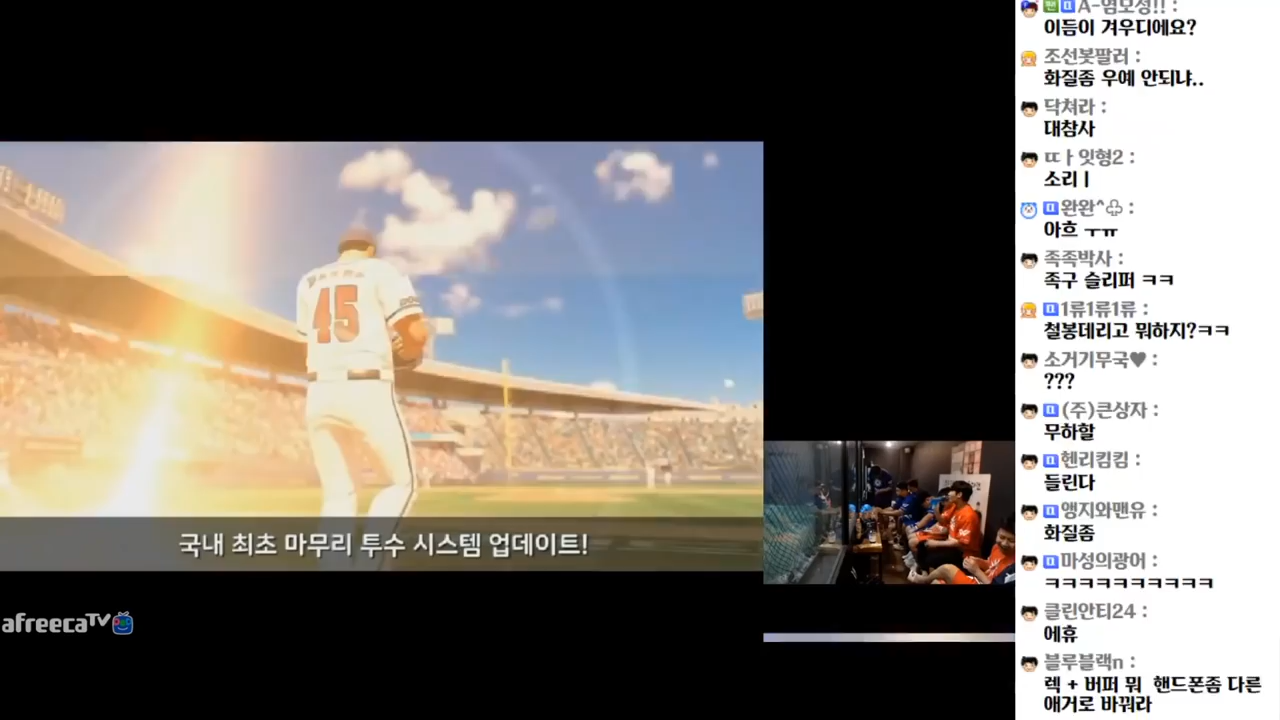 45
국내 최초 마무리 투수 시스템 업데이트!
afreecaTV
A-염보성!! :
이듬이 겨우디에요?
조선봇팔러 :
화질좀 우예 안되냐..
닥쳐라 :
대참사
ㄸㅏ잇형2 :
소리ㅣ
완완^♧ :
아흐 ㅜㅠ
족족박사 :
족구 슬리퍼 ㅋㅋ
1류1류1류 :
철봉데리고 뭐하지?ㅋㅋ
소거기무국♥ :
???
(주)큰상자 :
무하할
헨리킴킴 :
들린다
앵지와맨유 :
화질좀
마성의광어 :
ㅋㅋㅋㅋㅋㅋㅋㅋㅋㅋ
클린안티24 :
에휴
블루블랙n :
렉 + 버퍼 뭐 핸드폰좀 다른
애거로 바꿔라